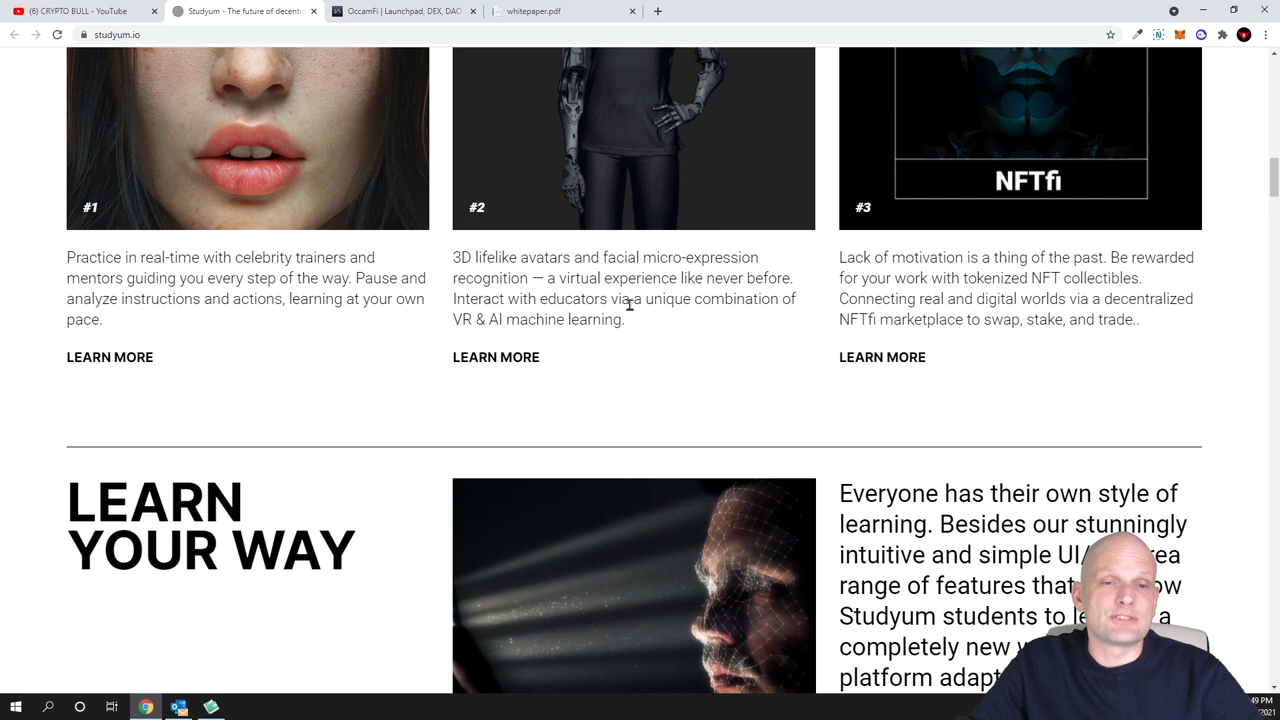 (6) CRYPTO BULL - YouTube
Studyum - The future of decentr
OccamFi | Launchpad, DEX, DAO
whitepaper.pdf
studyum.io
#1
#2
NFTfi
#3
Practice in real-time with celebrity trainers and
mentors guiding you every step of the way. Pause and
analyze instructions and actions, learning at your own
pace.
LEARN MORE
3D lifelike avatars and facial micro-expression
recognition — a virtual experience like never before.
Interact with educators via a unique combination of
VR & AI machine learning.
LEARN MORE
Lack of motivation is a thing of the past. Be rewarded
for your work with tokenized NFT collectibles.
Connecting real and digital worlds via a decentralized
NFTfi marketplace to swap, stake, and trade..
LEARN MORE
LEARN
YOUR WAY
Everyone has their own style of
learning. Besides our stunningly
intuitive and simple
range of features
Studyum students to
completely new
platform